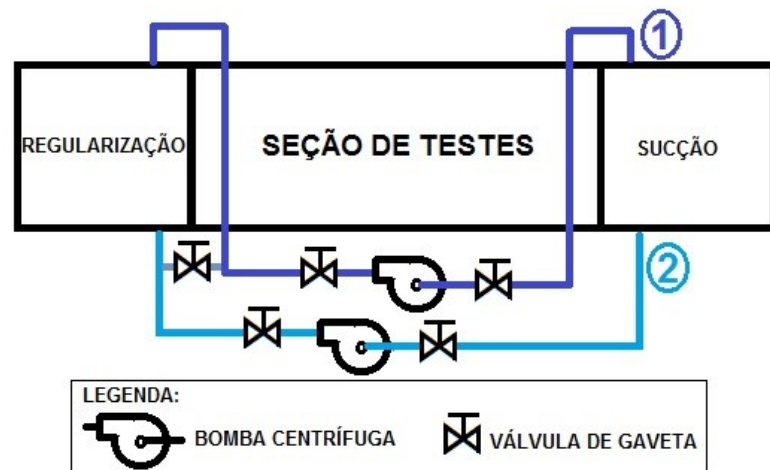 1
REGULARIZAÇÃO
SEÇÃO DE TESTES
SUCÇÃO
2
LEGENDA:
BOMBA CENTRÍFUGA
VÁLVULA DE GAVETA